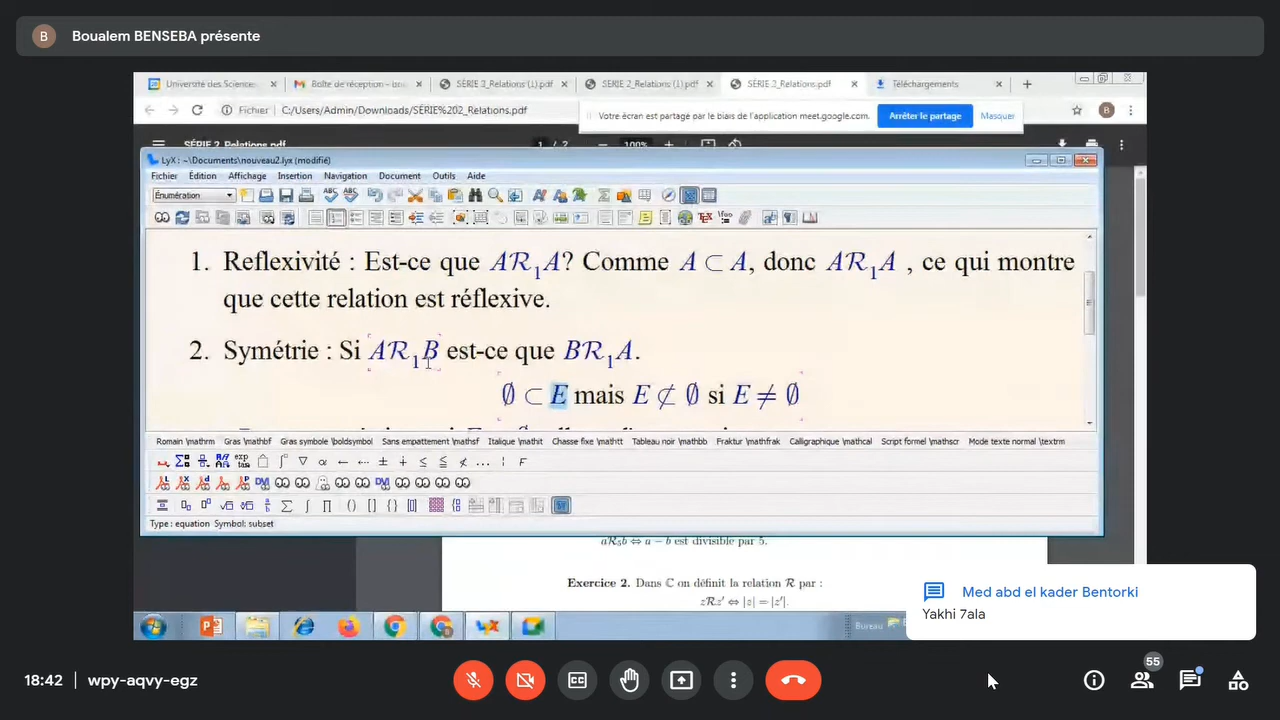 B Boualem BENSEBA présente
Université des Science
Boîte de réception
SÉRIE 3_Relations (1).pdf
SÉRIE 2_Relations (1).pdf
SÉRIE 3_Relations.pdf
Téléchargements
Fichier C:/Users/Admin/Downloads/SÉRIE%202_Relations.pdf
Votre écran est partagé par le biais de l'application meet.google.com. Arrêter le partage Masquer
B
SÉRIE 2_Relations.pdf 1 / 2 100%
LyX : ~\Documents\nouveau2.lyx (modifié)
Fichier Édition Affichage Insertion Navigation Document Outils Aide
Énumération
1. Reflexivité : Est-ce que Aℛ₁A? Comme A ⊂ A, donc Aℛ₁A , ce qui montre
que cette relation est réflexive.
2. Symétrie : Si Aℛ₁B est-ce que Bℛ₁A.
∅ ⊂ E mais E ⊄ ∅ si E ≠ ∅
Romain \mathrm Gras \mathbf Gras symbole \boldsymbol Sans empattement \mathsf Italique \mathit Chasse fixe \mathtt Tableau noir \mathbb Fraktur \mathfrak Calligraphique \mathcal Script formel \mathscr Mode texte normal \textrm
Type : equation Symbol: subset
aℛ₅b ⇔ a − b est divisible par 5.
Exercice 2. Dans ℂ on définit la relation ℛ par :
zℛz′ ⇔ |z| = |z′|.
Bureau
Med abd el kader Bentorki
Yakhi 7ala
18:42 wpy-aqvy-egz
55